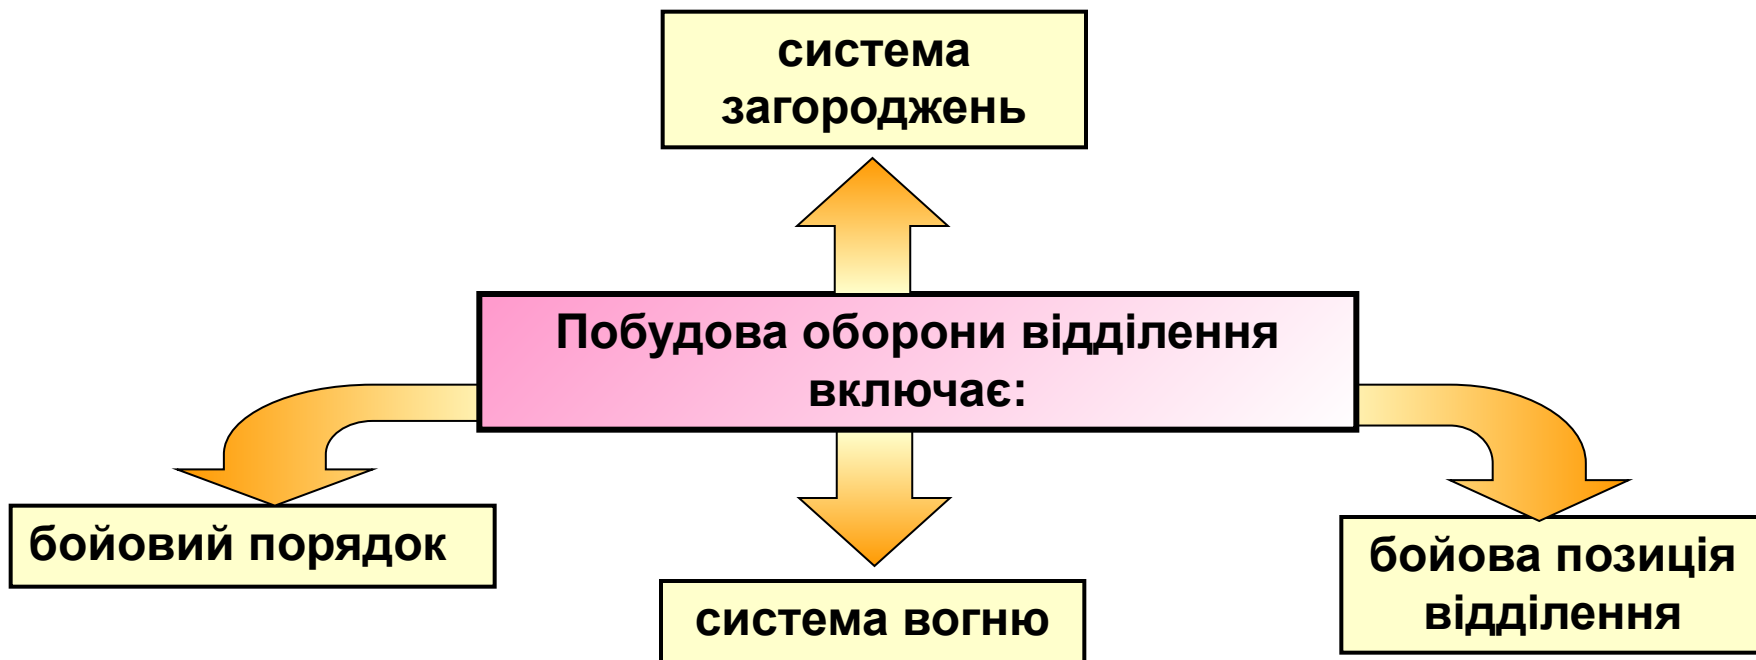 система
загороджень
Побудова оборони відділення
включає:
бойовий порядок
система вогню
бойова позиція
відділення